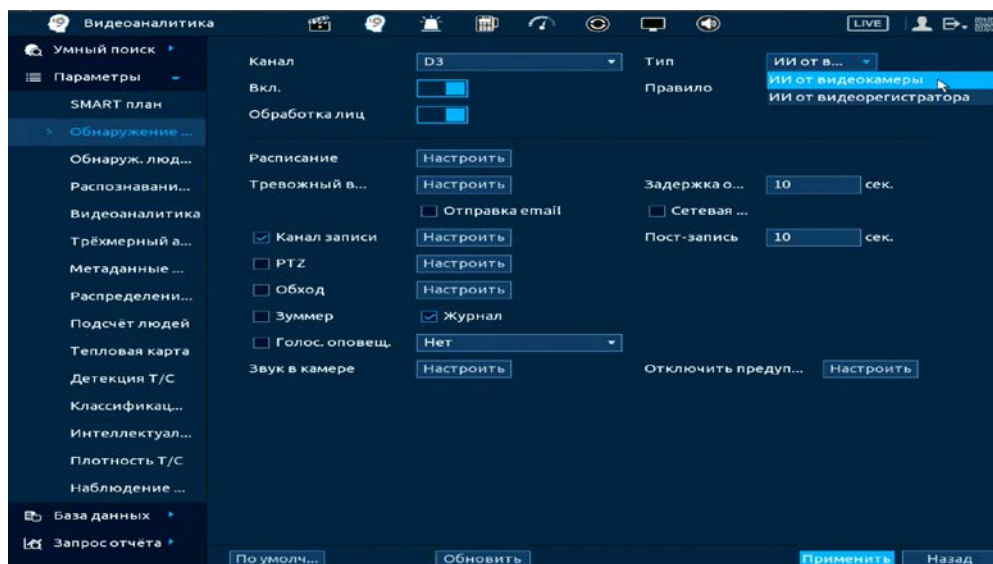 Видеоаналитика
LIVE
Умный поиск
Параметры
SMART план
Обнаружение ...
Обнаруж. люд...
Распознавани...
Видеоаналитика
Трёхмерный а...
Метаданные ...
Распределени...
Подсчёт людей
Тепловая карта
Детекция Т/С
Классификац...
Интеллектуал...
Плотность Т/С
Наблюдение ...
База данных
Запрос отчёта
Канал D3 Тип ИИ от в...
ИИ от видеокамеры
Вкл. Правило ИИ от видеорегистратора
Обработка лиц
Расписание Настроить
Тревожный в... Настроить Задержка о... 10 сек.
Отправка email Сетевая ...
Канал записи Настроить Пост-запись 10 сек.
PTZ Настроить
Обход Настроить
Зуммер Журнал
Голос. оповещ. Нет
Звук в камере Настроить Отключить предуп... Настроить
По умолч... Обновить Применить Назад